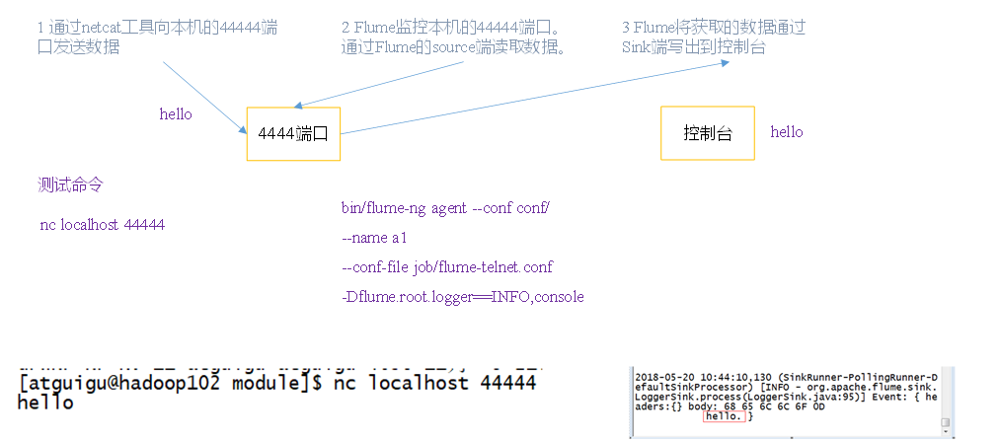 1 通过netcat工具向本机的44444端
口发送数据
2 Flume监控本机的44444端口。
通过Flume的source端读取数据。
3 Flume将获取的数据通过
Sink端写出到控制台
hello
4444端口
控制台
hello
测试命令
nc localhost 44444
bin/flume-ng agent --conf conf/
--name a1
--conf-file job/flume-telnet.conf
-Dflume.root.logger==INFO,console
[atguigu@hadoop102 module]$ nc localhost 44444
hello
2018-05-20 10:44:10,130 (SinkRunner-PollingRunner-D
efaultSinkProcessor) [INFO - org.apache.flume.sink.
LoggerSink.process(LoggerSink.java:95)] Event: { he
aders:{} body: 68 65 6C 6C 6F 0D
hello. }